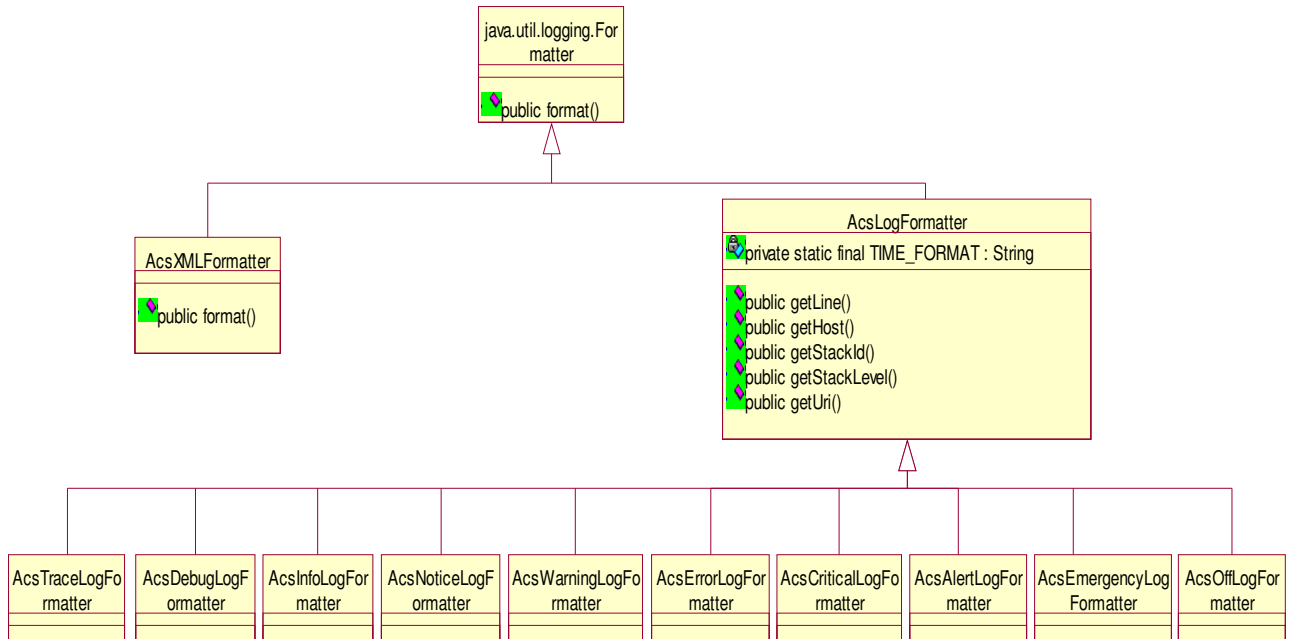 java.util.logging.For
matter
public format()
AcsXMLFormatter
public format()
AcsLogFormatter
private static final TIME_FORMAT : String
public getLine()
public getHost()
public getStackId()
public getStackLevel()
public getUri()
AcsTraceLogFo
rmatter
AcsDebugLogF
ormatter
AcsInfoLogFor
matter
AcsNoticeLogF
ormatter
AcsWarningLogFo
rmatter
AcsErrorLogFor
matter
AcsCriticalLogFo
rmatter
AcsAlertLogFor
matter
AcsEmergencyLog
Formatter
AcsOffLogFor
matter